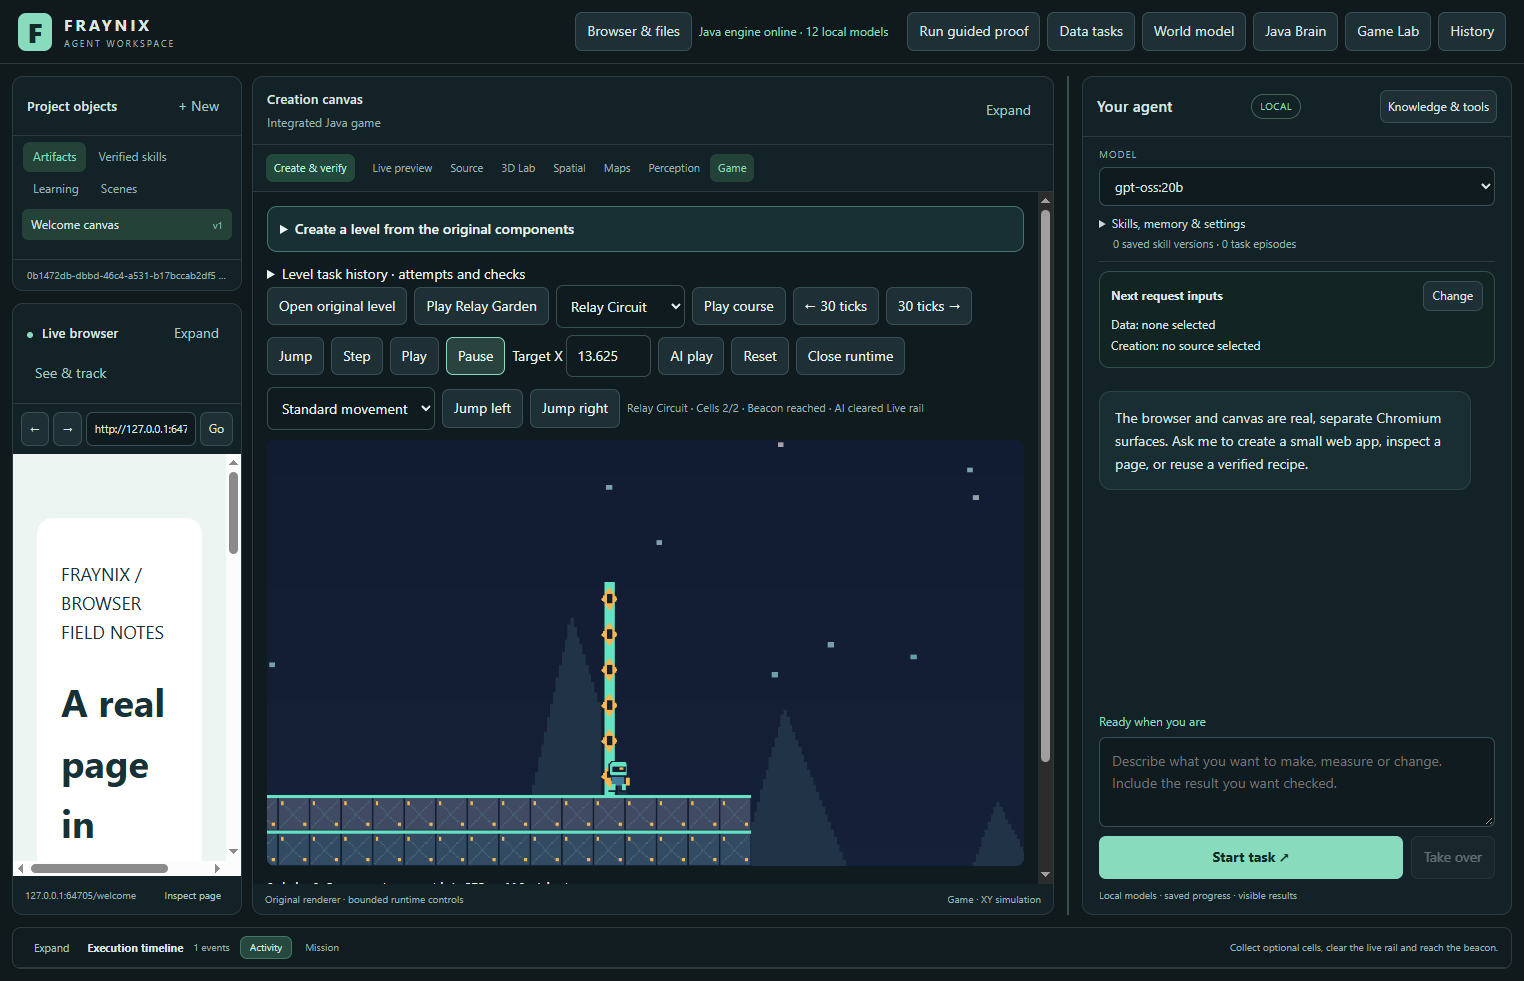 F FRAYNIX
AGENT WORKSPACE
Browser & files
Java engine online · 12 local models
Run guided proof
Data tasks
World model
Java Brain
Game Lab
History
Project objects
+ New
Artifacts
Verified skills
Learning
Scenes
Welcome canvas
v1
0b1472db-dbbd-46c4-a531-b17bccab2df5 ...
Live browser
Expand
See & track
←
→
http://127.0.0.1:647
Go
FRAYNIX /
BROWSER
FIELD NOTES
A real
page
in
127.0.0.1:64705/welcome
Inspect page
Creation canvas
Integrated Java game
Expand
Create & verify
Live preview
Source
3D Lab
Spatial
Maps
Perception
Game
Create a level from the original components
Level task history · attempts and checks
Open original level
Play Relay Garden
Relay Circuit
Play course
← 30 ticks
30 ticks →
Jump
Step
Play
Pause
Target X
13.625
AI play
Reset
Close runtime
Standard movement
Jump left
Jump right
Relay Circuit · Cells 2/2 · Beacon reached · AI cleared Live rail
Original renderer · bounded runtime controls
Game · XY simulation
Your agent
LOCAL
Knowledge & tools
MODEL
gpt-oss:20b
Skills, memory & settings
0 saved skill versions · 0 task episodes
Next request inputs
Change
Data: none selected
Creation: no source selected
The browser and canvas are real, separate Chromium
surfaces. Ask me to create a small web app, inspect a
page, or reuse a verified recipe.
Ready when you are
Describe what you want to make, measure or change.
Include the result you want checked.
Start task ↗
Take over
Local models · saved progress · visible results
Expand
Execution timeline
1 events
Activity
Mission
Collect optional cells, clear the live rail and reach the beacon.